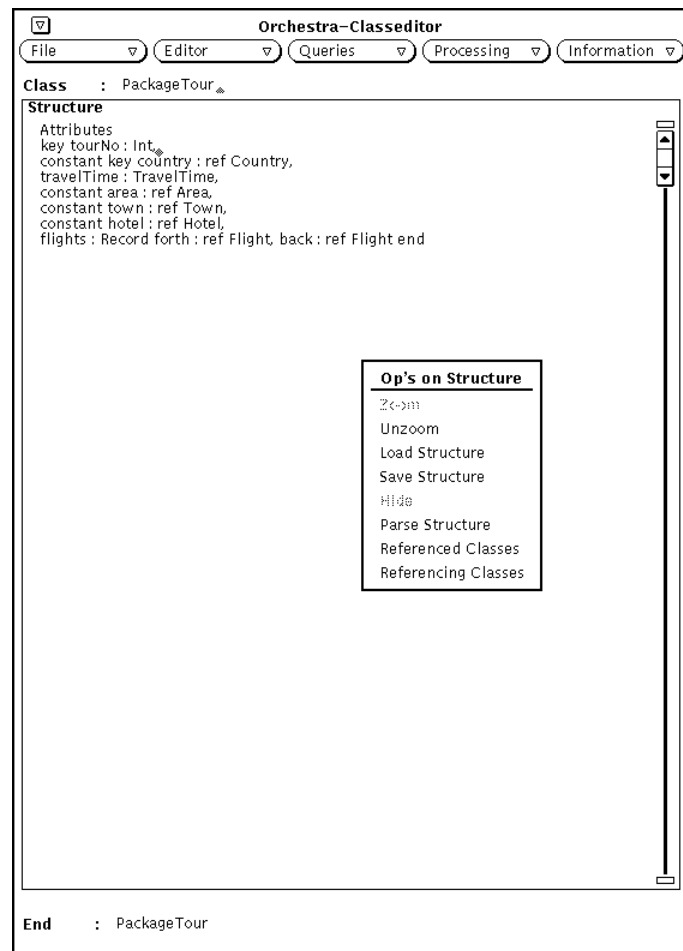 Orchestra-Classeditor
File Editor Queries Processing Information
Class : PackageTour
Structure
Attributes
key tourNo : Int,
constant key country : ref Country,
travelTime : TravelTime,
constant area : ref Area,
constant town : ref Town,
constant hotel : ref Hotel,
flights : Record forth : ref Flight, back : ref Flight end
Op's on Structure
Zoom
Unzoom
Load Structure
Save Structure
Hide
Parse Structure
Referenced Classes
Referencing Classes
End : PackageTour